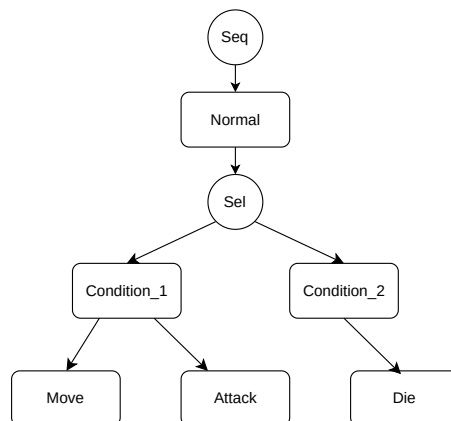 Seq
Normal
Sel
Condition_1
Condition_2
Move
Attack
Die